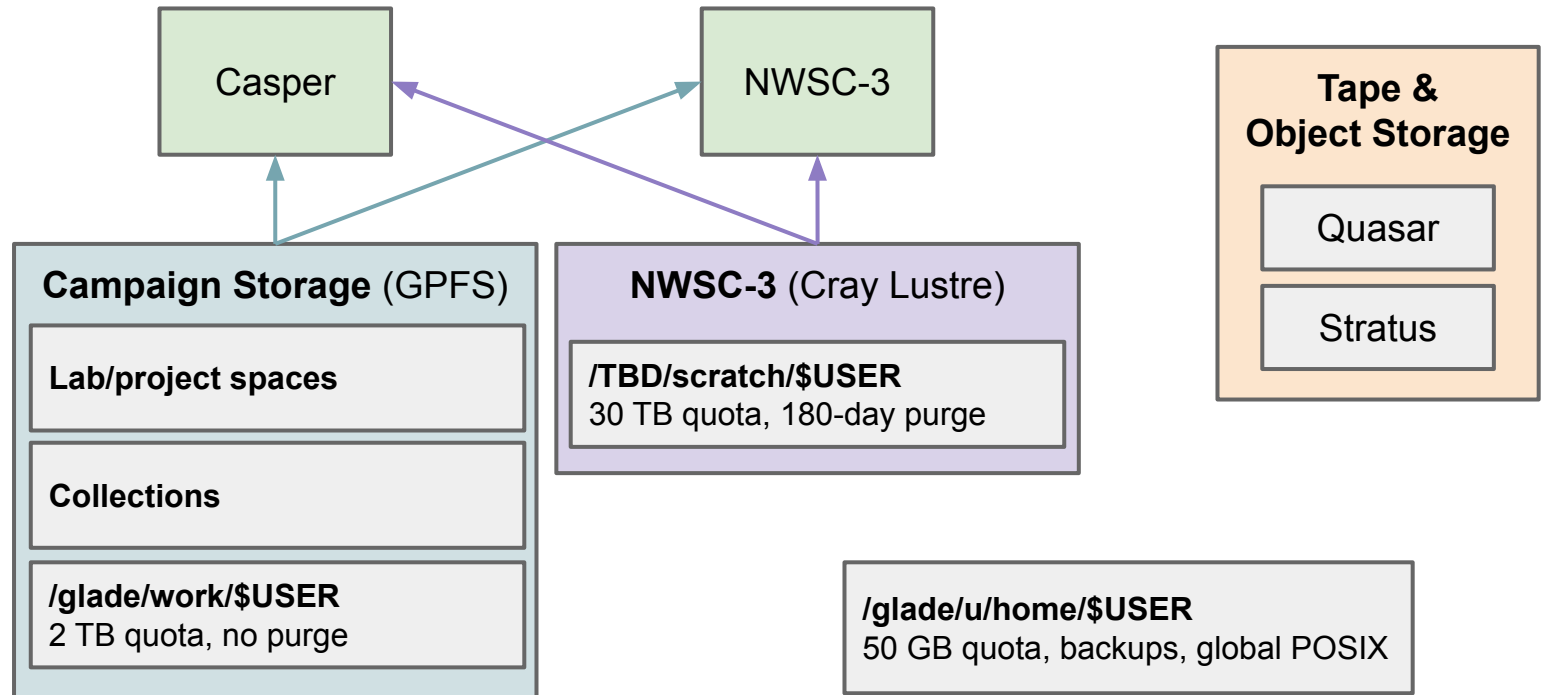 Casper
NWSC-3
Tape &
Object Storage
Quasar
Stratus
Campaign Storage (GPFS)
Lab/project spaces
Collections
/glade/work/$USER
2 TB quota, no purge
NWSC-3 (Cray Lustre)
/TBD/scratch/$USER
30 TB quota, 180-day purge
/glade/u/home/$USER
50 GB quota, backups, global POSIX